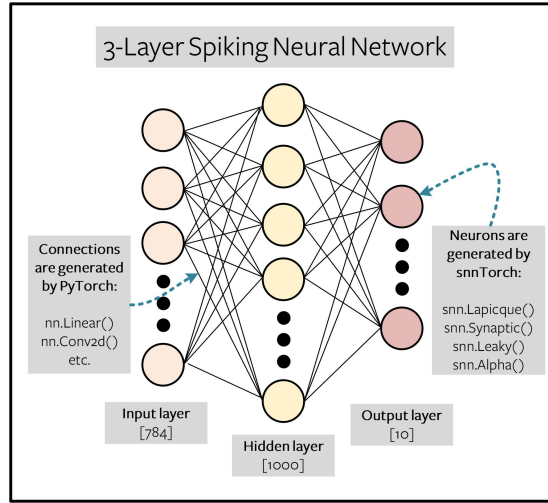 3-Layer Spiking Neural Network
Connections
are generated
by PyTorch:
nn.Linear()
nn.Conv2d()
etc.
Neurons are
generated by
snnTorch:
snn.Lapicque()
snn.Synaptic()
snn.Leaky()
snn.Alpha()
Input layer
[784]
Hidden layer
[1000]
Output layer
[10]